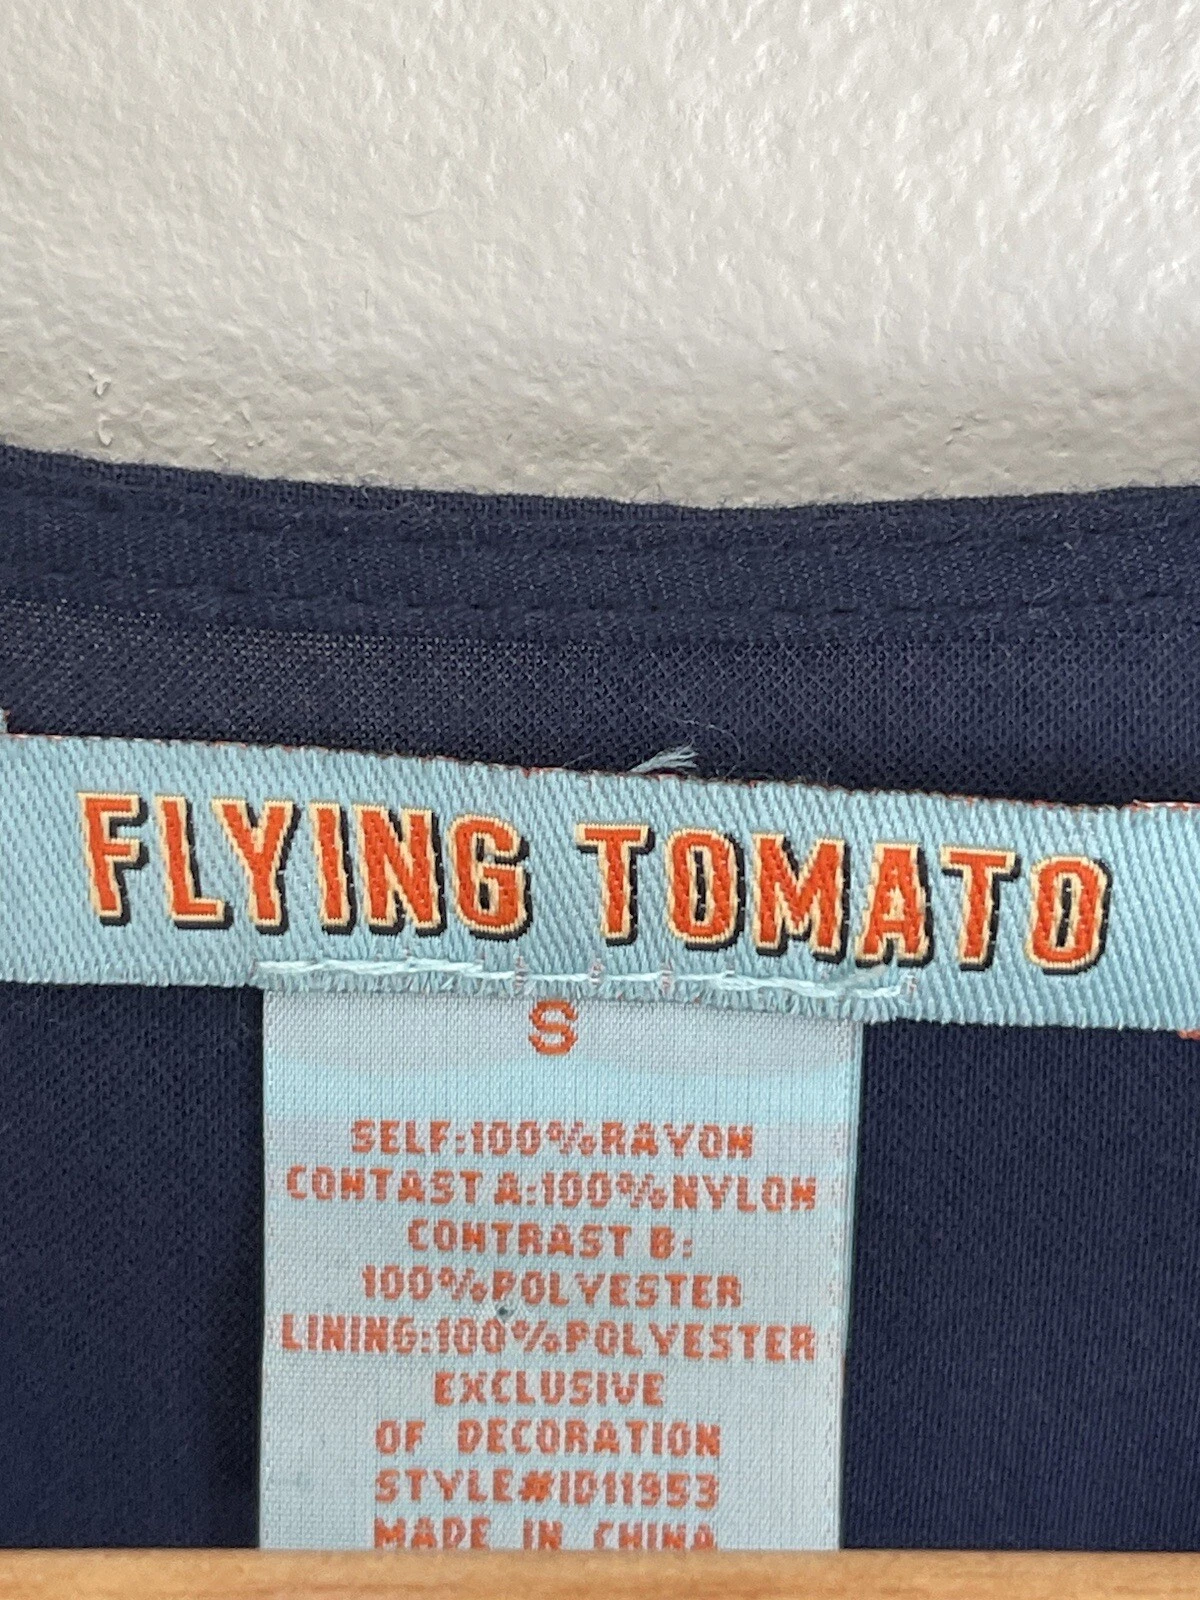 FLYING TOMATO
S
SELF:100%RAYON
CONTAST A:100%NYLON
CONTRAST B:
100%POLYESTER
LINING:100%POLYESTER
EXCLUSIVE
OF DECORATION
STYLE#ID11953
MADE IN CHINA